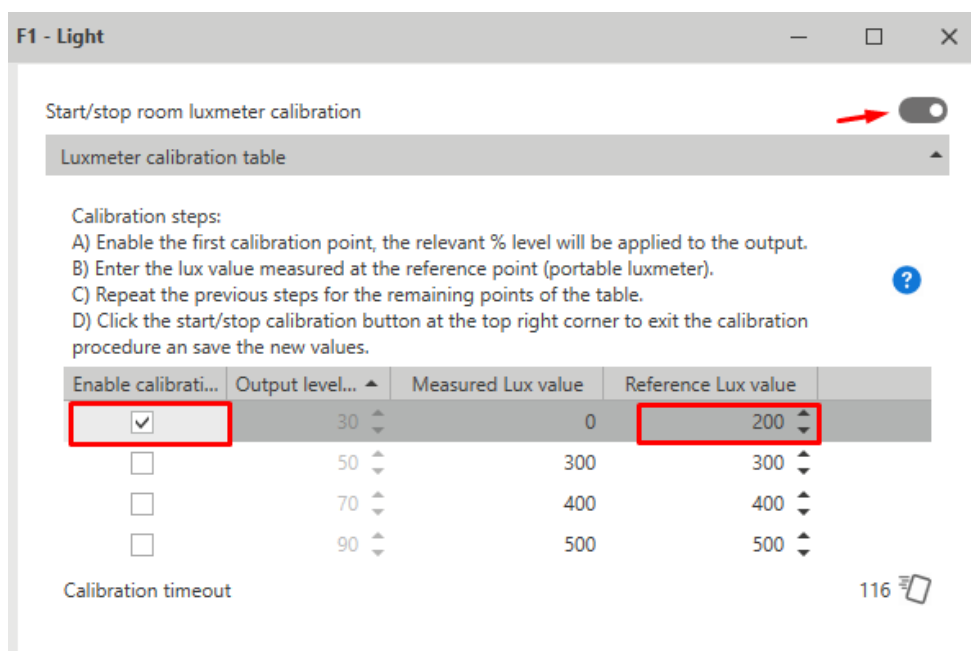 F1 - Light
Start/stop room luxmeter calibration
Luxmeter calibration table
Calibration steps:
A) Enable the first calibration point, the relevant % level will be applied to the output.
B) Enter the lux value measured at the reference point (portable luxmeter).
C) Repeat the previous steps for the remaining points of the table.
D) Click the start/stop calibration button at the top right corner to exit the calibration
procedure an save the new values.
?
Enable calibrati... Output level... Measured Lux value Reference Lux value
30 0 200
50 300 300
70 400 400
90 500 500
Calibration timeout 116